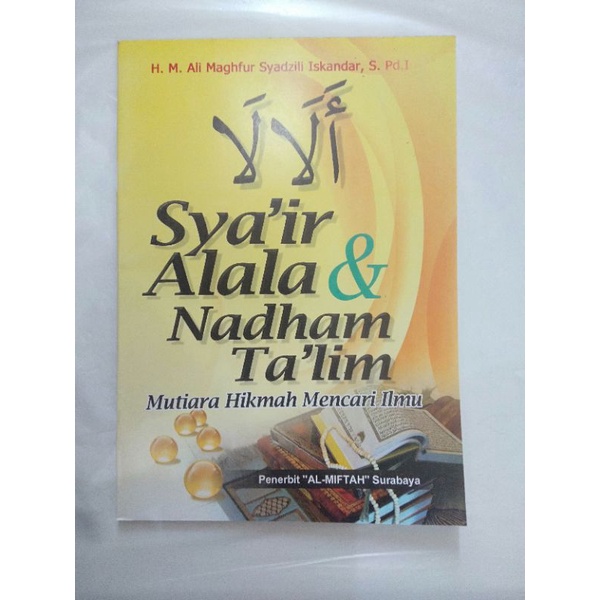 H. M. Ali Maghfur Syadzili Iskandar, S. Pd.I
أَلَا لَا
Sya'ir
Alala &
Nadham
Ta'lim
Mutiara Hikmah Mencari Ilmu
Penerbit "AL-MIFTAH" Surabaya